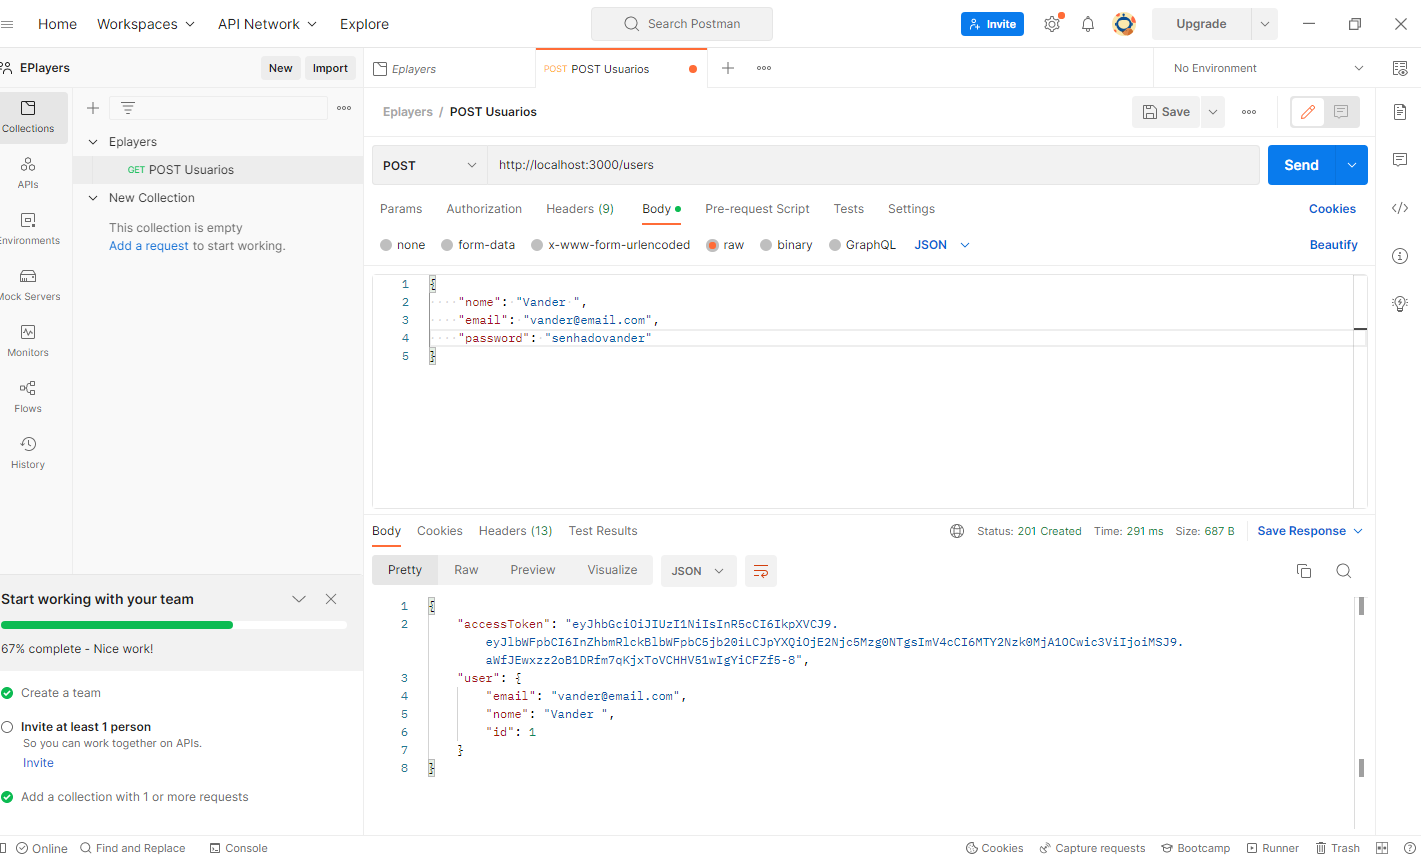 Home Workspaces API Network Explore Search Postman Invite Upgrade
EPlayers New Import Eplayers POST POST Usuarios No Environment
Collections
APIs
Environments
Mock Servers
Monitors
Flows
History
Eplayers
GET POST Usuarios
New Collection
This collection is empty
Add a request to start working.
Start working with your team
67% complete - Nice work!
Create a team
Invite at least 1 person
So you can work together on APIs.
Invite
Add a collection with 1 or more requests
Eplayers / POST Usuarios Save
POST http://localhost:3000/users Send
Params Authorization Headers (9) Body Pre-request Script Tests Settings Cookies
none form-data x-www-form-urlencoded raw binary GraphQL JSON Beautify
1 {
2 "nome": "Vander ",
3 "email": "vander@email.com",
4 "password": "senhadovander"
5 }
Body Cookies Headers (13) Test Results Status: 201 Created Time: 291 ms Size: 687 B Save Response
Pretty Raw Preview Visualize JSON
1 {
2 "accessToken": "eyJhbGciOiJIUzI1NiIsInR5cCI6IkpXVCJ9.
eyJlbWFpbCI6InZhbmRlckBlbWFpbC5jb20iLCJpYXQiOjE2Njc5Mzg0NTgsImV4cCI6MTY2Nzk0MjA1OCwic3ViIjoiMSJ9.
aWfJEwxzz2oB1DRfm7qKjxToVCHHV51wIgYiCFZf5-8",
3 "user": {
4 "email": "vander@email.com",
5 "nome": "Vander ",
6 "id": 1
7 }
8 }
Online Find and Replace Console Cookies Capture requests Bootcamp Runner Trash